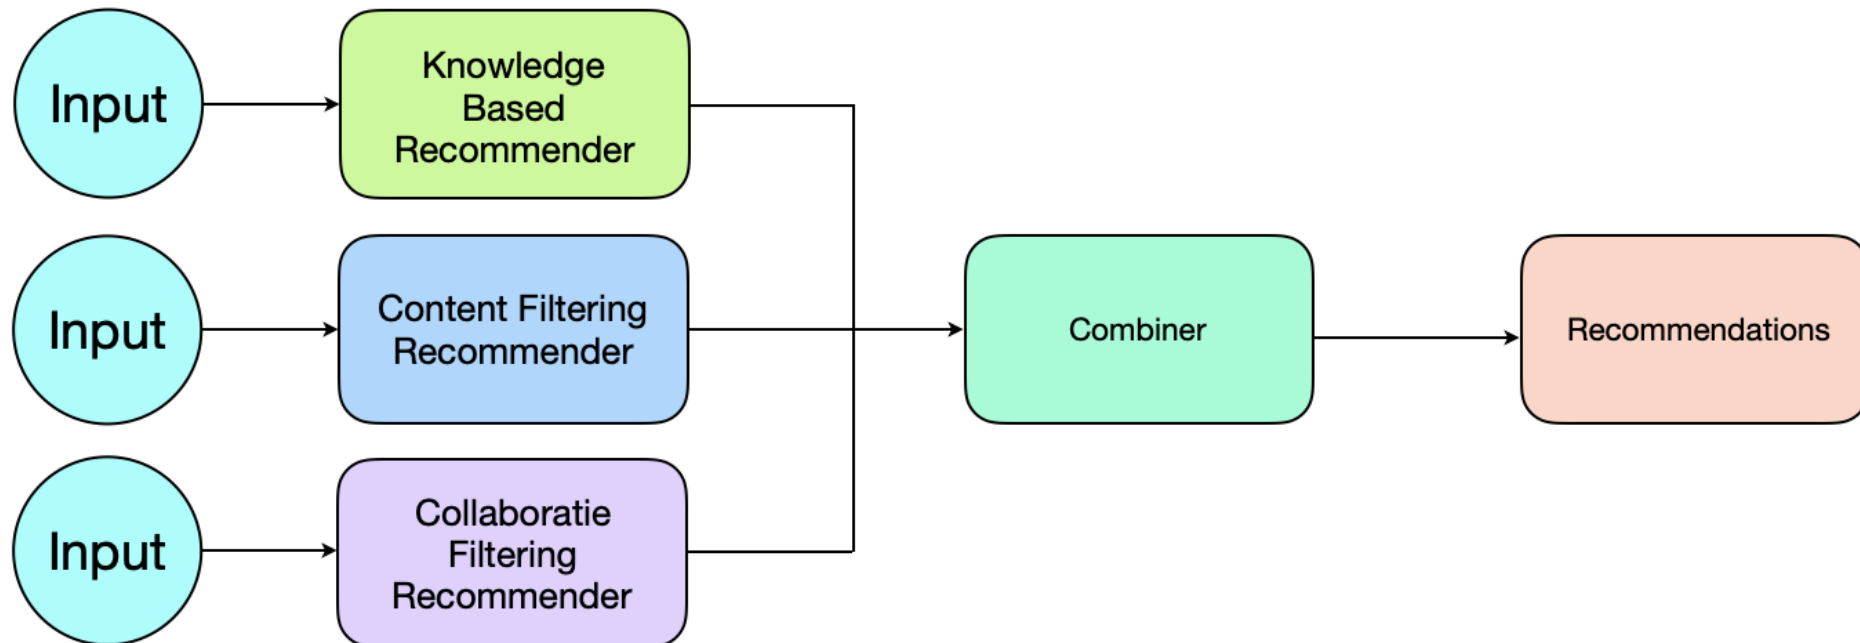 Input
Knowledge
Based
Recommender
Input
Content Filtering
Recommender
Combiner
Recommendations
Input
Collaboratie
Filtering
Recommender